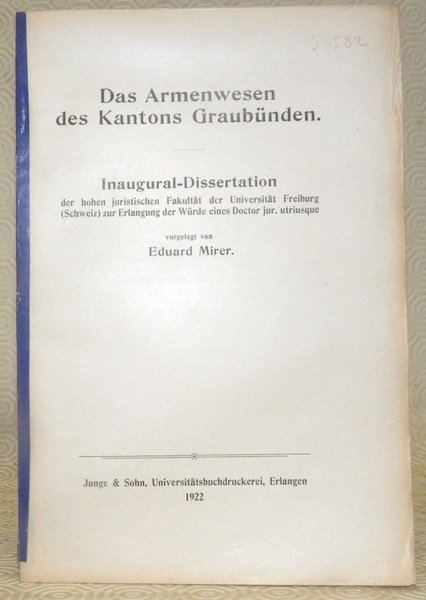 Das Armenwesen
des Kantons Graubünden.
Inaugural-Dissertation
der hohen juristischen Fakultät der Universität Freiburg
(Schweiz) zur Erlangung der Würde eines Doctor jur. utriusque
vorgelegt von
Eduard Mirer.
Junge & Sohn, Universitätsbuchdruckerei, Erlangen
1922